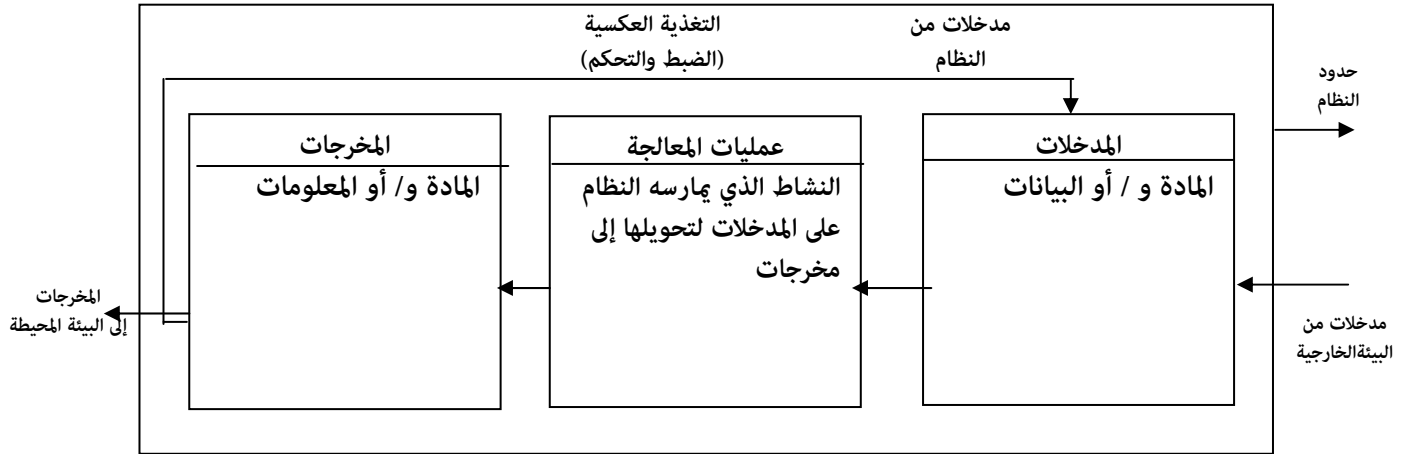 التغذية العكسية
(الضبط والتحكم)
مدخلات من
النظام
حدود
النظام
المدخلات
المادة و / أو البيانات
عمليات المعالجة
النشاط الذي يمارسه النظام
على المدخلات لتحويلها إلى
مخرجات
المخرجات
المادة و/ أو المعلومات
مدخلات من
البيئةالخارجية
المخرجات
إلى البيئة المحيطة